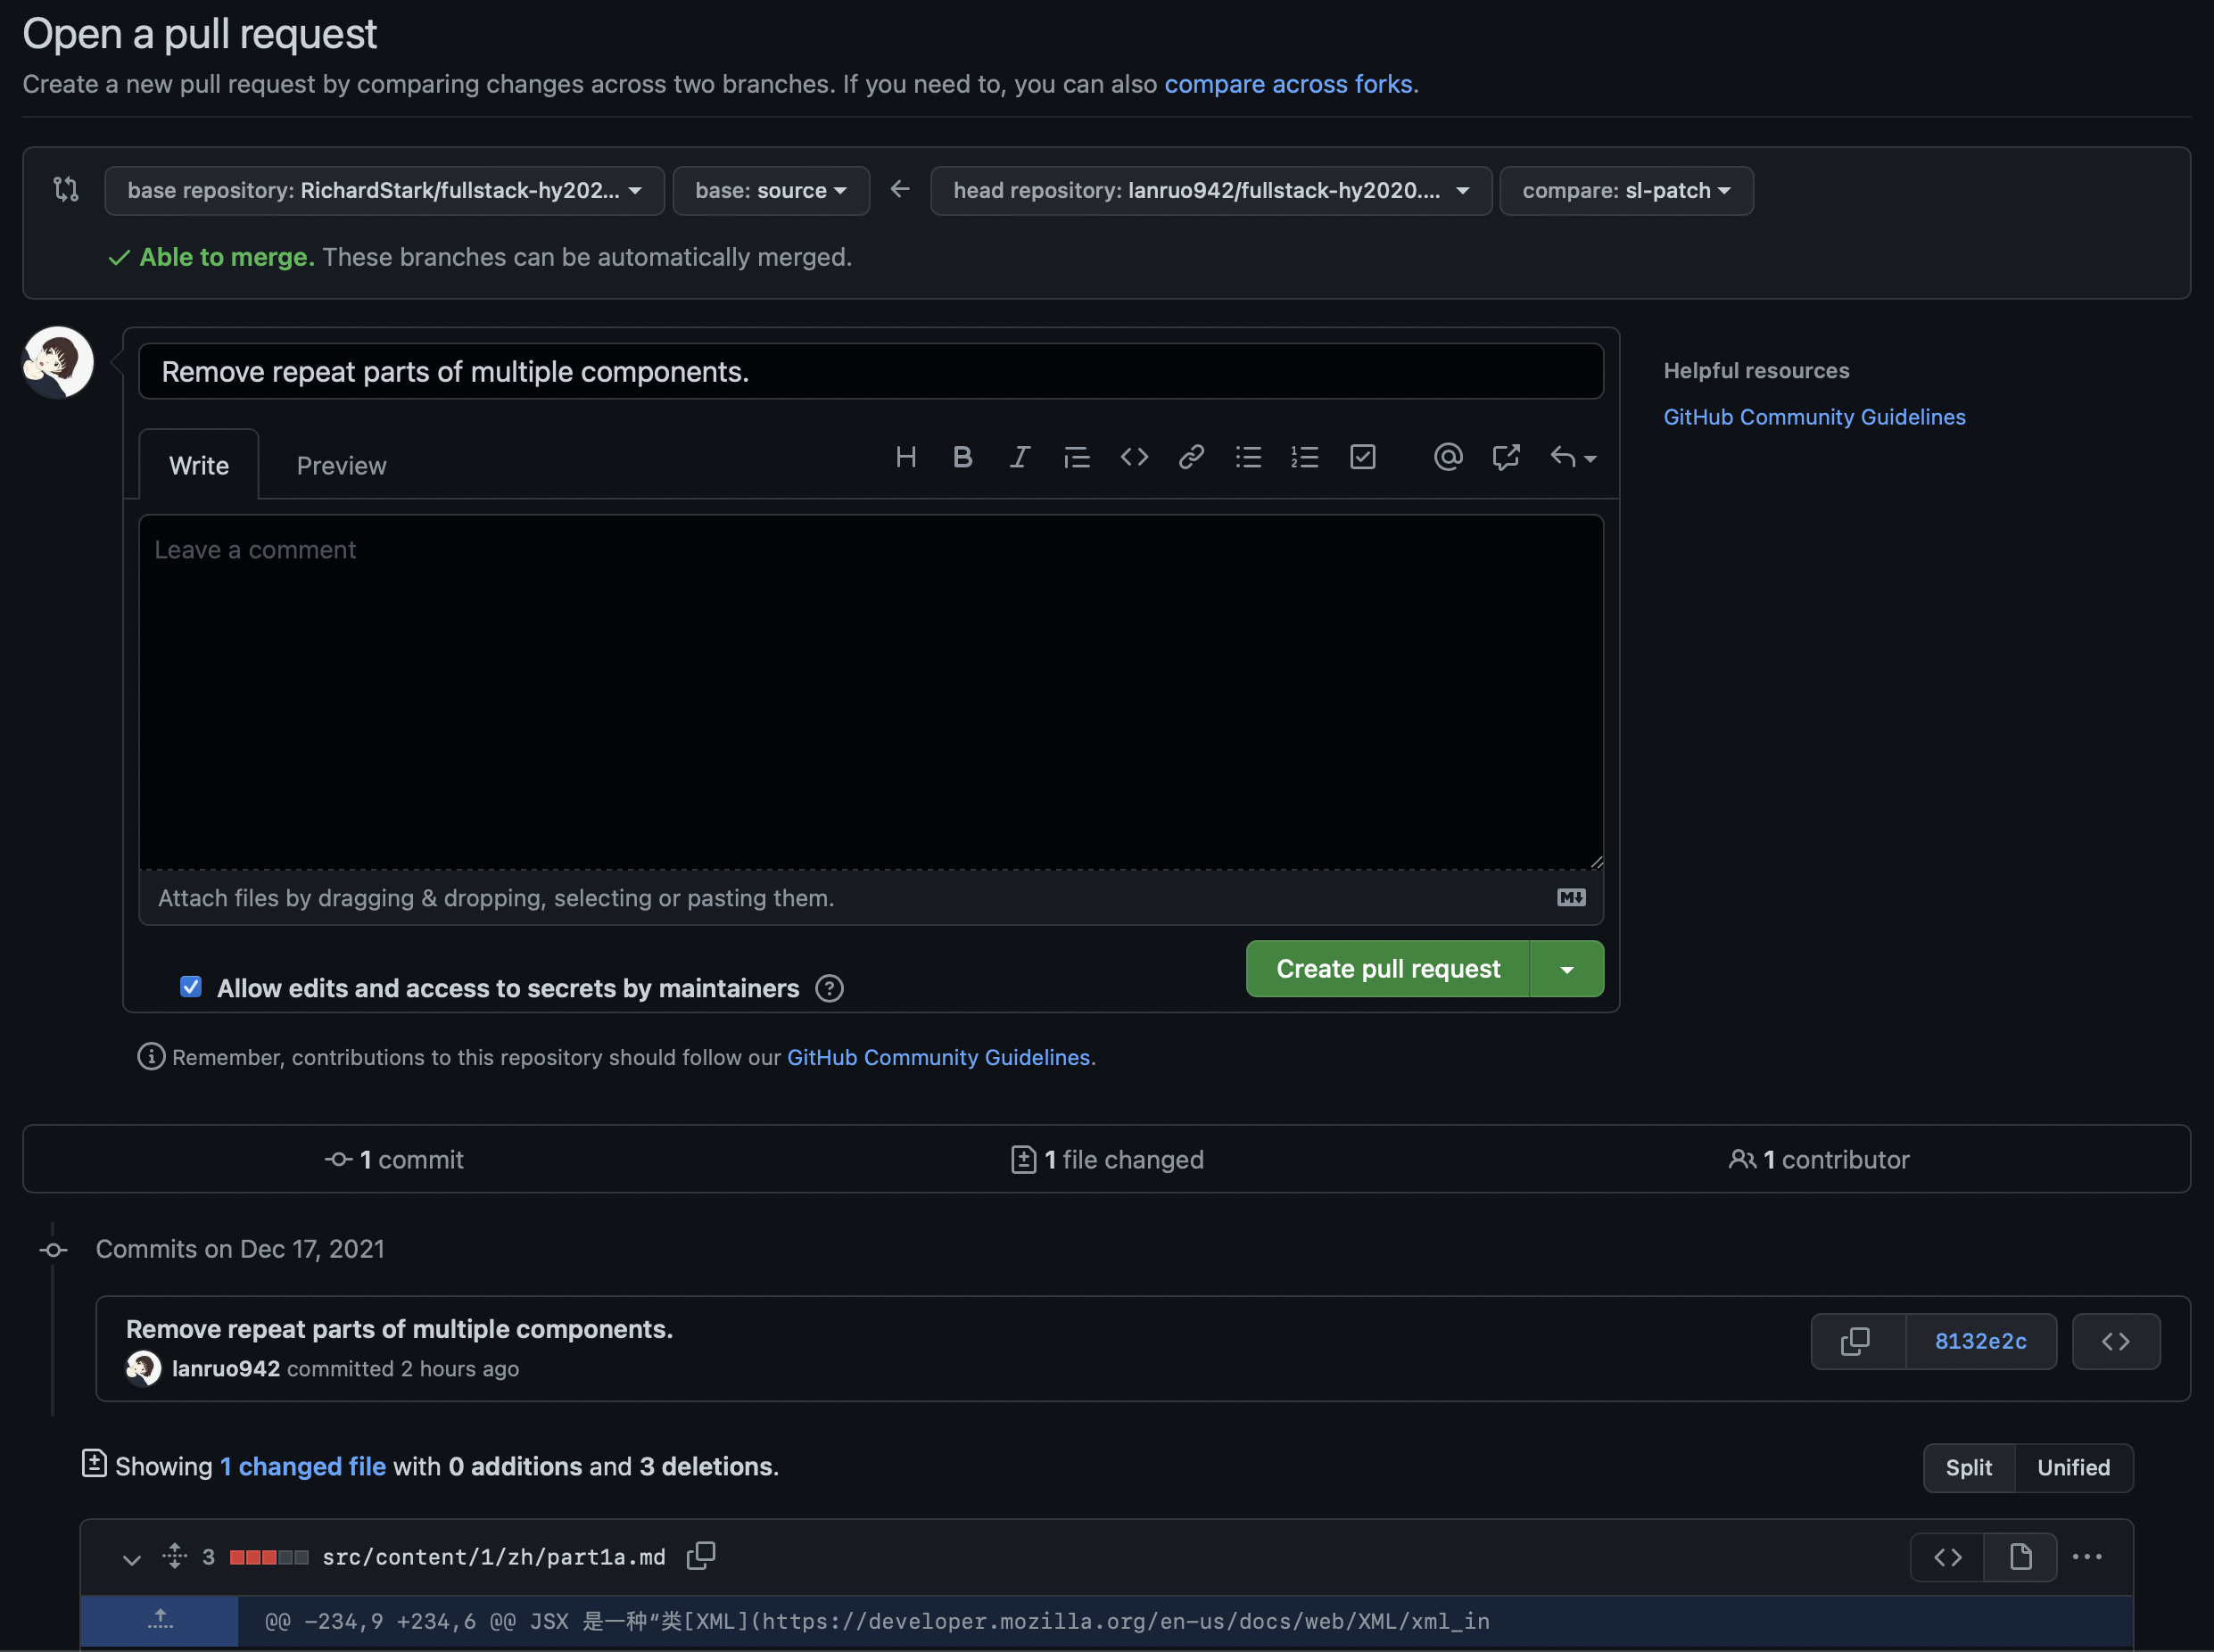 Open a pull request
Create a new pull request by comparing changes across two branches. If you need to, you can also compare across forks.
base repository: RichardStark/fullstack-hy202... base: source head repository: lanruo942/fullstack-hy2020.... compare: sl-patch
Able to merge. These branches can be automatically merged.
Remove repeat parts of multiple components.
Helpful resources
GitHub Community Guidelines
Write Preview
Leave a comment
Attach files by dragging & dropping, selecting or pasting them.
Allow edits and access to secrets by maintainers
Create pull request
Remember, contributions to this repository should follow our GitHub Community Guidelines.
1 commit 1 file changed 1 contributor
Commits on Dec 17, 2021
Remove repeat parts of multiple components.
lanruo942 committed 2 hours ago
8132e2c
Showing 1 changed file with 0 additions and 3 deletions.
Split Unified
3 src/content/1/zh/part1a.md
@@ -234,9 +234,6 @@ JSX 是一种“类[XML](https://developer.mozilla.org/en-us/docs/web/XML/xml_in